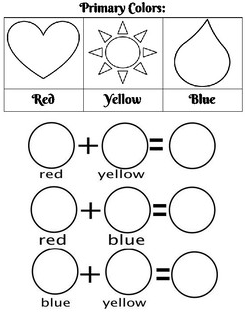 Primary Colors:
Red Yellow Blue
+ =
red yellow
+ =
red blue
+ =
blue yellow